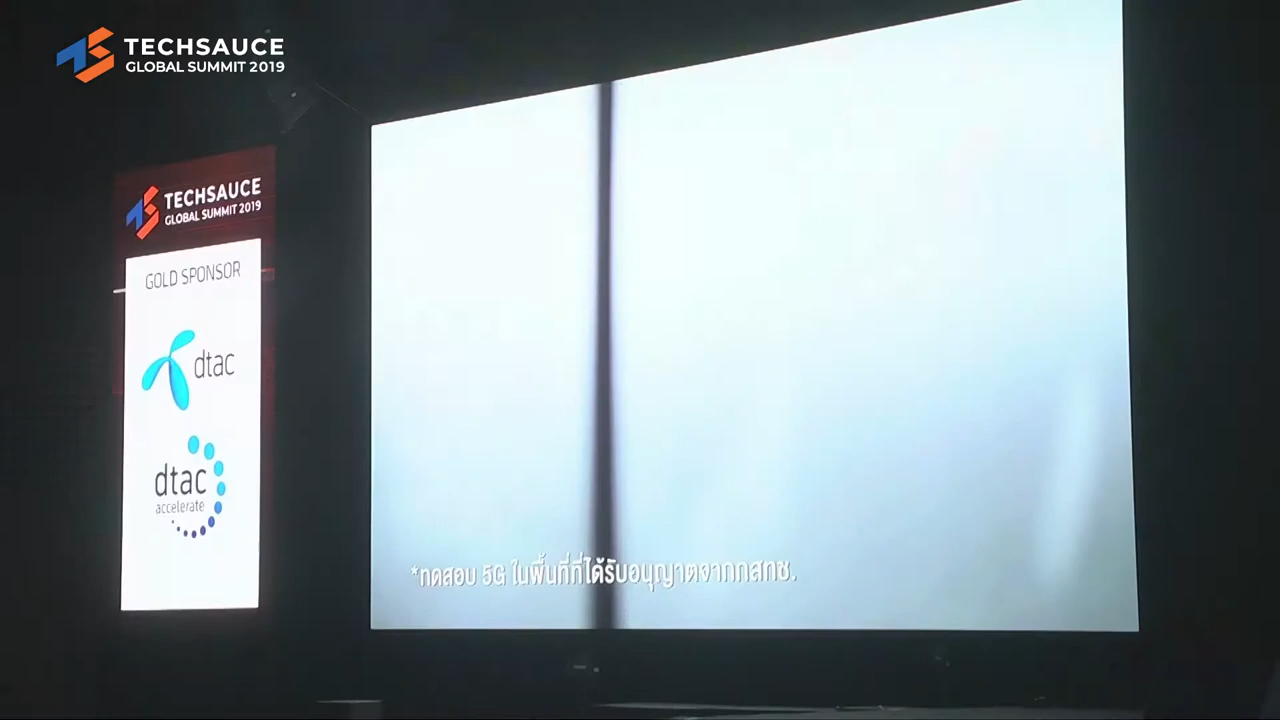 TECHSAUCE
GLOBAL SUMMIT 2019
TECHSAUCE
GLOBAL SUMMIT 2019
GOLD SPONSOR
dtac
dtac
accelerate
*ทดสอบ 5G ในพื้นที่ที่ได้รับอนุญาตจากกสทช.